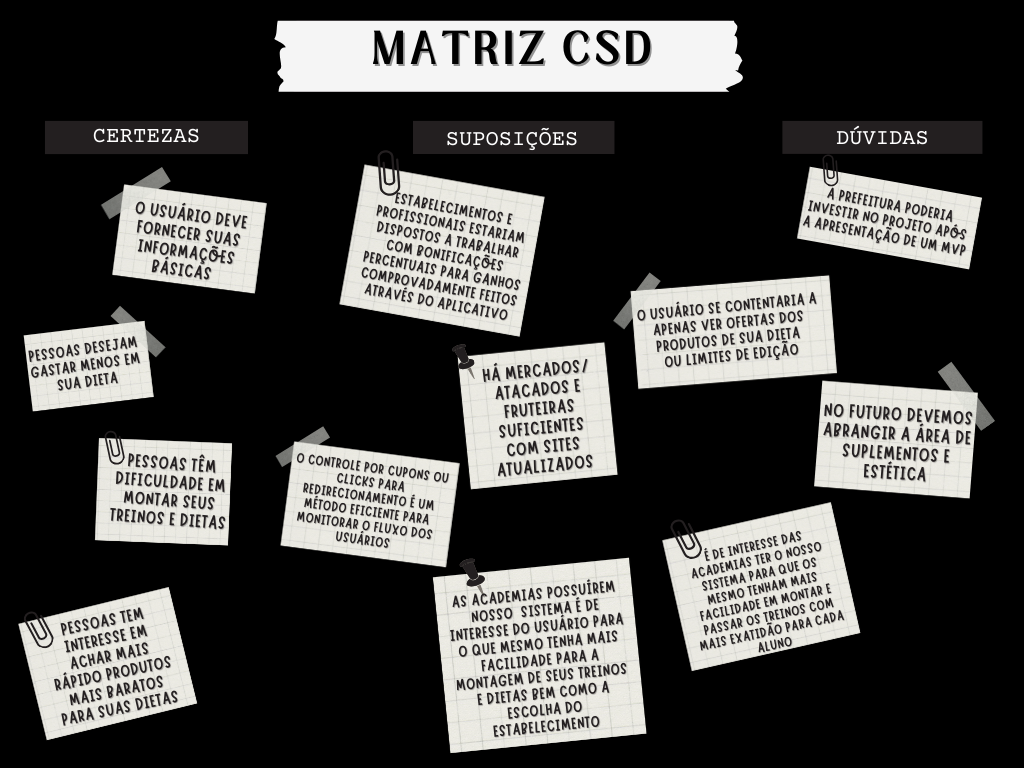 MATRIZ CSD
CERTEZAS
O USUÁRIO DEVE
FORNECER SUAS
INFORMAÇÕES
BÁSICAS
PESSOAS DESEJAM
GASTAR MENOS EM
SUA DIETA
PESSOAS TÊM
DIFICULDADE EM
MONTAR SEUS
TREINOS E DIETAS
PESSOAS TEM
INTERESSE EM
ACHAR MAIS
RÁPIDO PRODUTOS
MAIS BARATOS
PARA SUAS DIETAS
SUPOSIÇÕES
ESTABELECIMENTOS E
PROFISSIONAIS ESTARIAM
DISPOSTOS A TRABALHAR
COM BONIFICAÇÕES
PERCENTUAIS PARA GANHOS
COMPROVADAMENTE FEITOS
ATRAVÉS DO APLICATIVO
HÁ MERCADOS/
ATACADOS E
FRUTEIRAS
SUFICIENTES
COM SITES
ATUALIZADOS
O CONTROLE POR CUPONS OU
CLICKS PARA
REDIRECIONAMENTO É UM
MÉTODO EFICIENTE PARA
MONITORAR O FLUXO DOS
USUÁRIOS
AS ACADEMIAS POSSUÍREM
NOSSO SISTEMA É DE
INTERESSE DO USUÁRIO PARA
O QUE MESMO TENHA MAIS
FACILIDADE PARA A
MONTAGEM DE SEUS TREINOS
E DIETAS BEM COMO A
ESCOLHA DO
ESTABELECIMENTO
DÚVIDAS
A PREFEITURA PODERIA
INVESTIR NO PROJETO APÓS
A APRESENTAÇÃO DE UM MVP
O USUÁRIO SE CONTENTARIA A
APENAS VER OFERTAS DOS
PRODUTOS DE SUA DIETA
OU LIMITES DE EDIÇÃO
NO FUTURO DEVEMOS
ABRANGIR A ÁREA DE
SUPLEMENTOS E
ESTÉTICA
É DE INTERESSE DAS
ACADEMIAS TER O NOSSO
SISTEMA PARA QUE OS
MESMO TENHAM MAIS
FACILIDADE EM MONTAR E
PASSAR OS TREINOS COM
MAIS EXATIDÃO PARA CADA
ALUNO